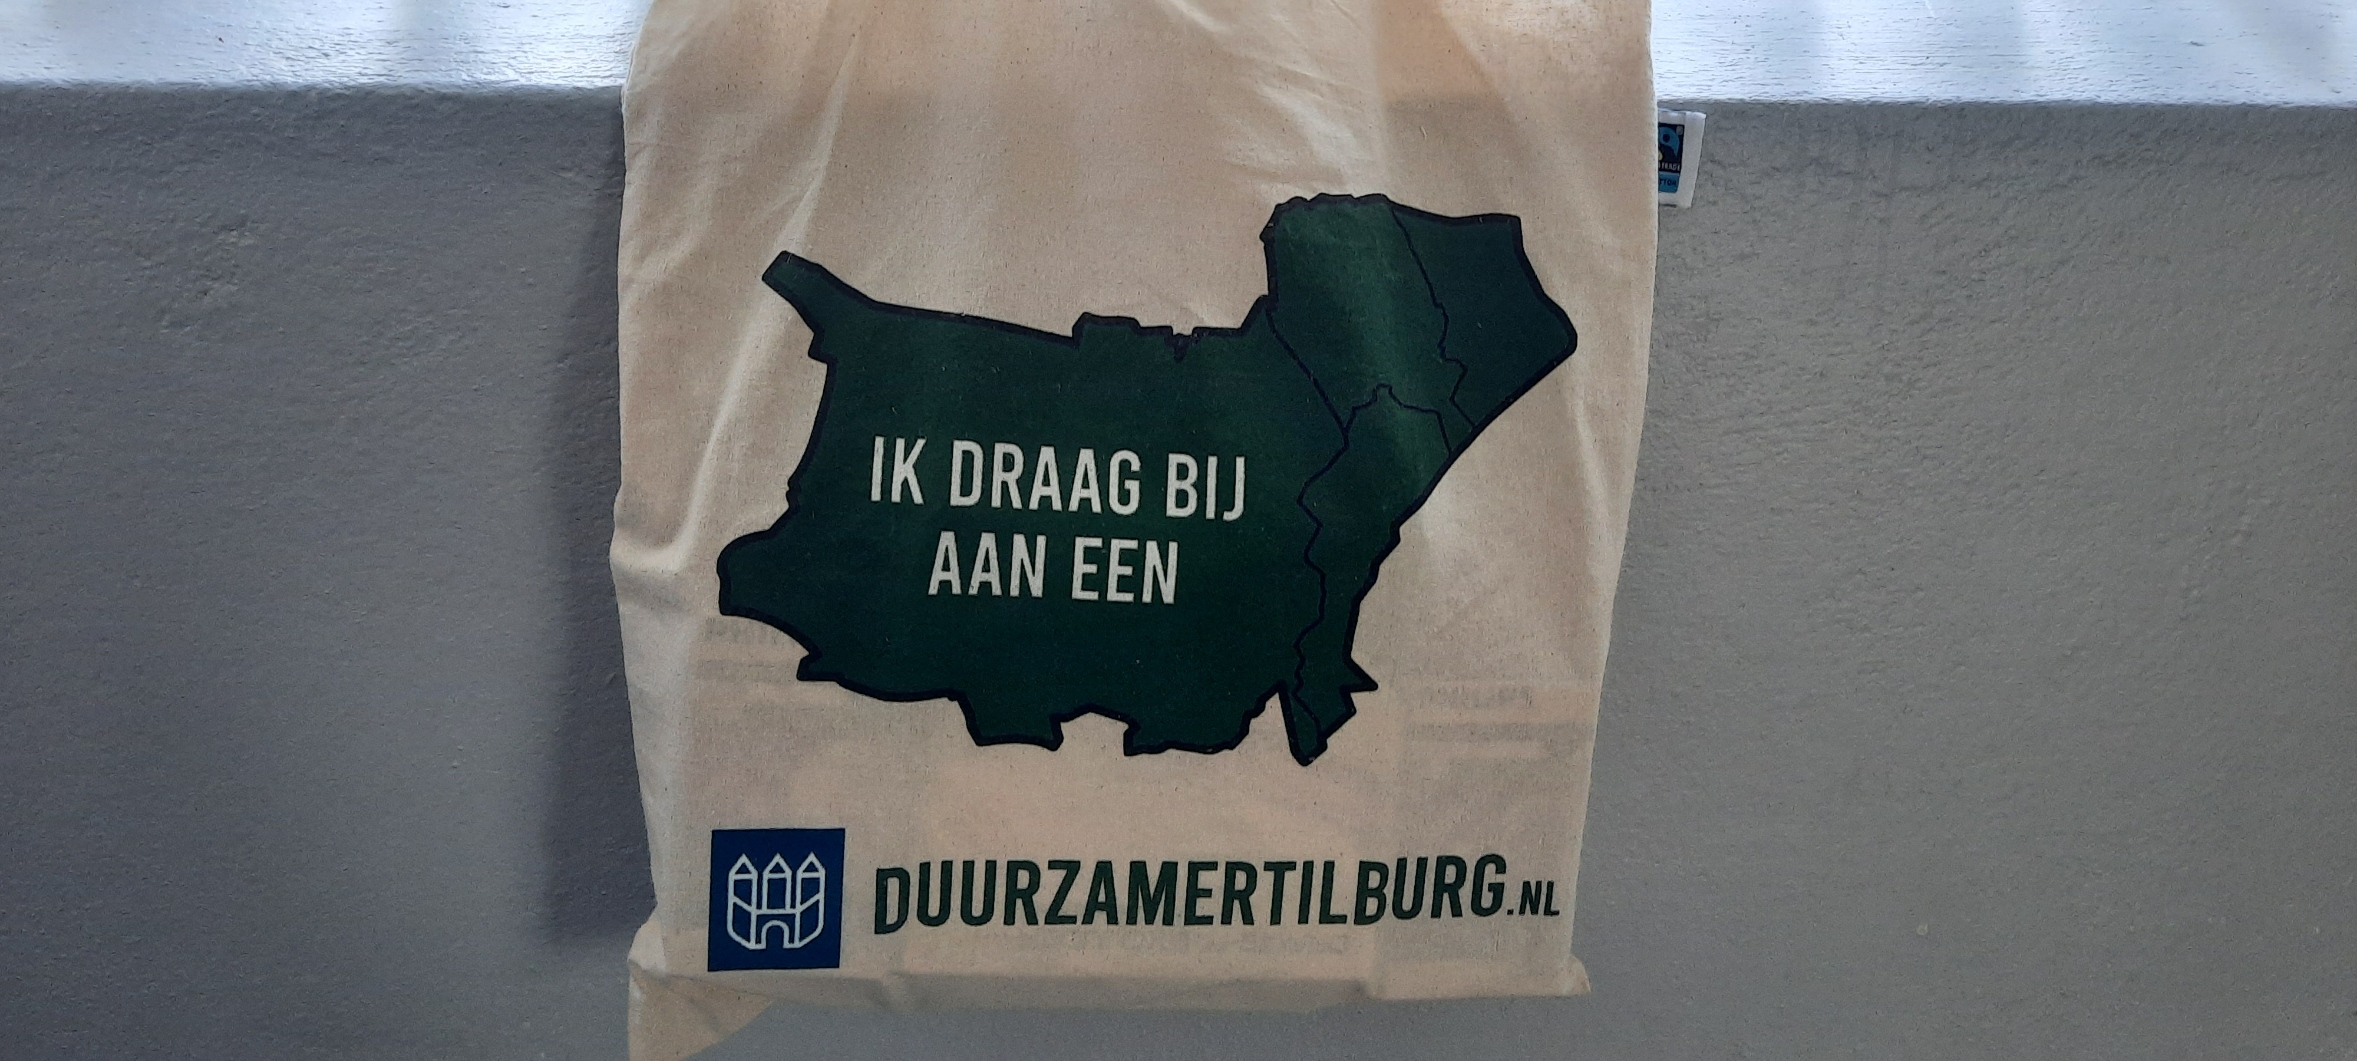 IK DRAAG BIJ
AAN EEN
DUURZAMERTILBURG.NL